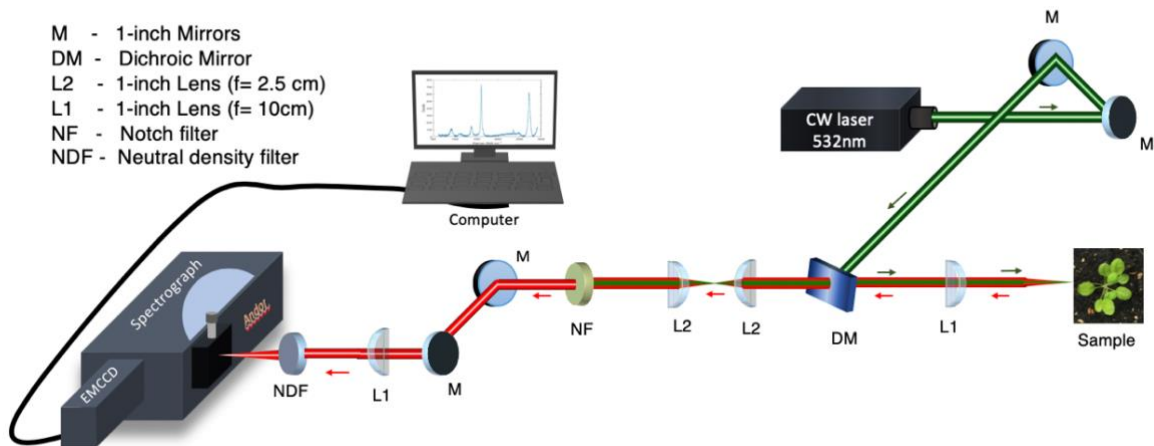 M - 1-inch Mirrors
DM - Dichroic Mirror
L2 - 1-inch Lens (f= 2.5 cm)
L1 - 1-inch Lens (f= 10cm)
NF - Notch filter
NDF - Neutral density filter
Computer
M
CW laser
532nm
M
Spectrograph
Andor
EMCCD
NDF
L1
M
M
NF
L2
L2
DM
L1
Sample